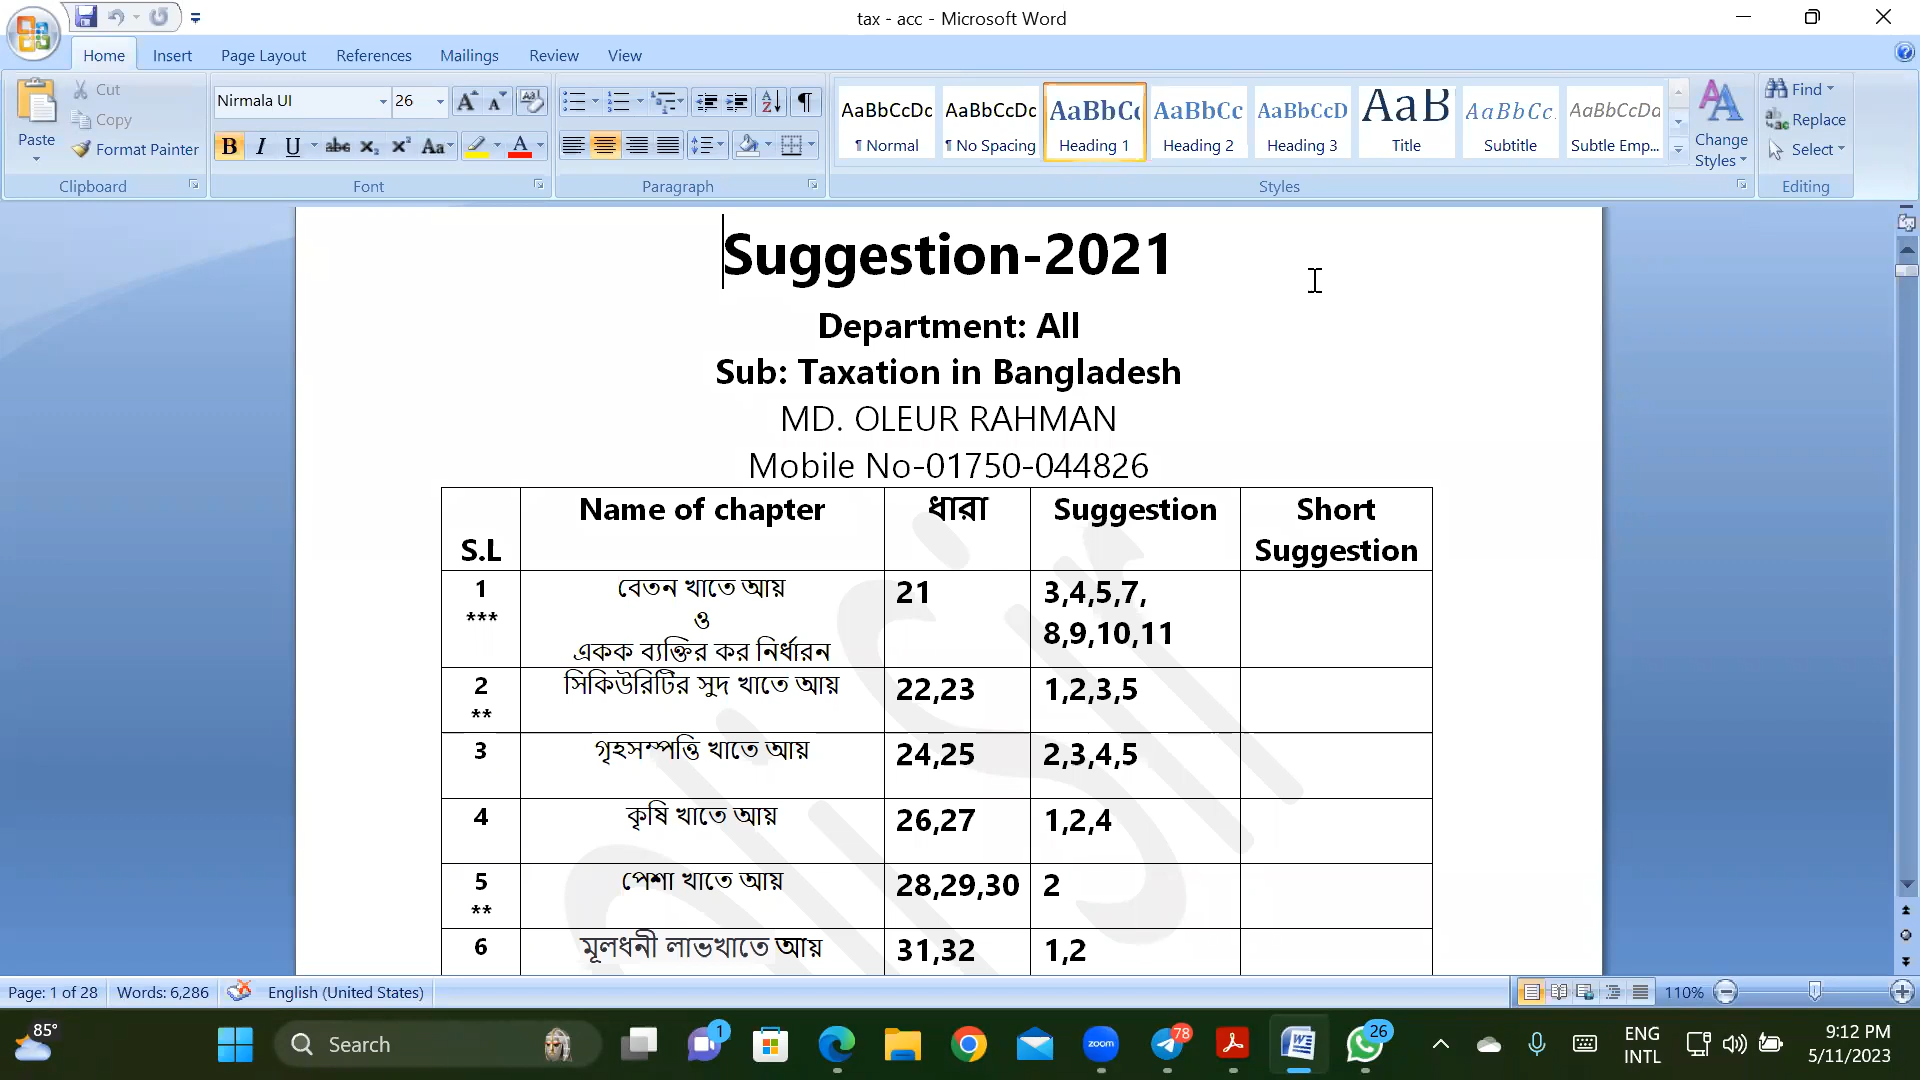 tax - acc - Microsoft Word
Home Insert Page Layout References Mailings Review View
Paste
Cut
Copy
Format Painter
Clipboard
Nirmala UI 26
Font
Paragraph
AaBbCcDc AaBbCcDc AaBbCc AaBbCc AaBbCcD AaB AaBbCc. AaBbCcDa
¶ Normal ¶ No Spacing Heading 1 Heading 2 Heading 3 Title Subtitle Subtle Emp...
Change Styles
Styles
Find
Replace
Select
Editing
Suggestion-2021
Department: All
Sub: Taxation in Bangladesh
MD. OLEUR RAHMAN
Mobile No-01750-044826
S.L Name of chapter ধারা Suggestion Short Suggestion
1 *** বেতন খাতে আয় 21 3,4,5,7,
ও 8,9,10,11
একক ব্যক্তির কর নির্ধারন
2 ** সিকিউরিটির সুদ খাতে আয় 22,23 1,2,3,5
3 গৃহসম্পত্তি খাতে আয় 24,25 2,3,4,5
4 কৃষি খাতে আয় 26,27 1,2,4
5 ** পেশা খাতে আয় 28,29,30 2
6 মূলধনী লাভখাতে আয় 31,32 1,2
Page: 1 of 28 Words: 6,286 English (United States) 110%
85° Search 1 zoom 78 26 ENG INTL 9:12 PM 5/11/2023